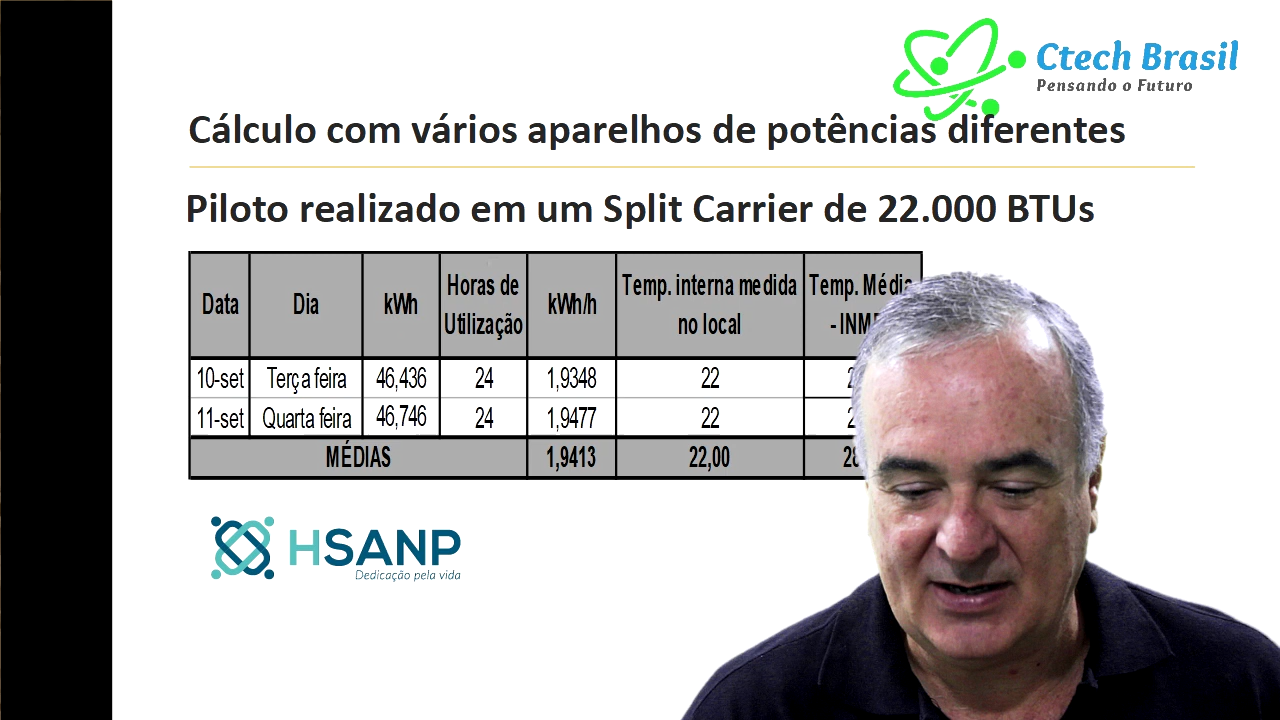 Ctech Brasil
Pensando o Futuro
Cálculo com vários aparelhos de potências diferentes
Piloto realizado em um Split Carrier de 22.000 BTUs
Data Dia kWh Horas de Utilização kWh/h Temp. interna medida no local Temp. -
10-set Terça feira 46,436 24 1,9348 22
11-set Quarta feira 46,746 24 1,9477 22
MÉDIAS 1,9413 22,00
HSANP
Dedicação pela vida